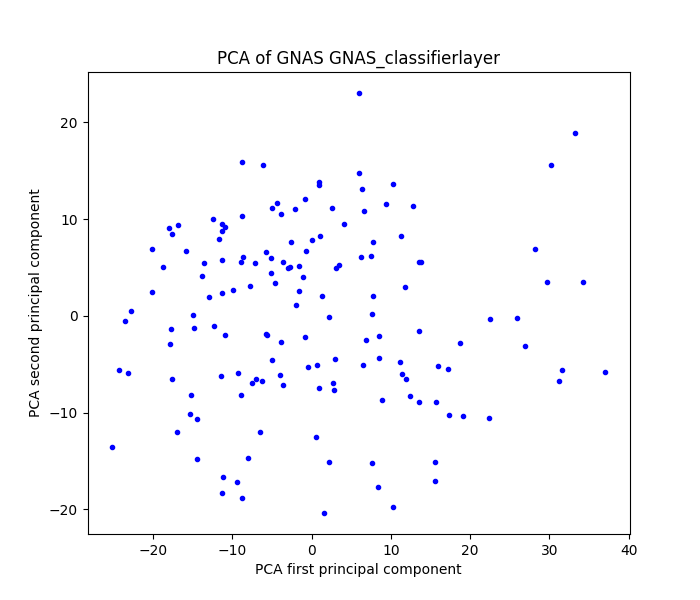 PCA of GNAS GNAS_classifierlayer
20
10
0
−10
−20
PCA second principal component
−20 −10 0 10 20 30 40
PCA first principal component